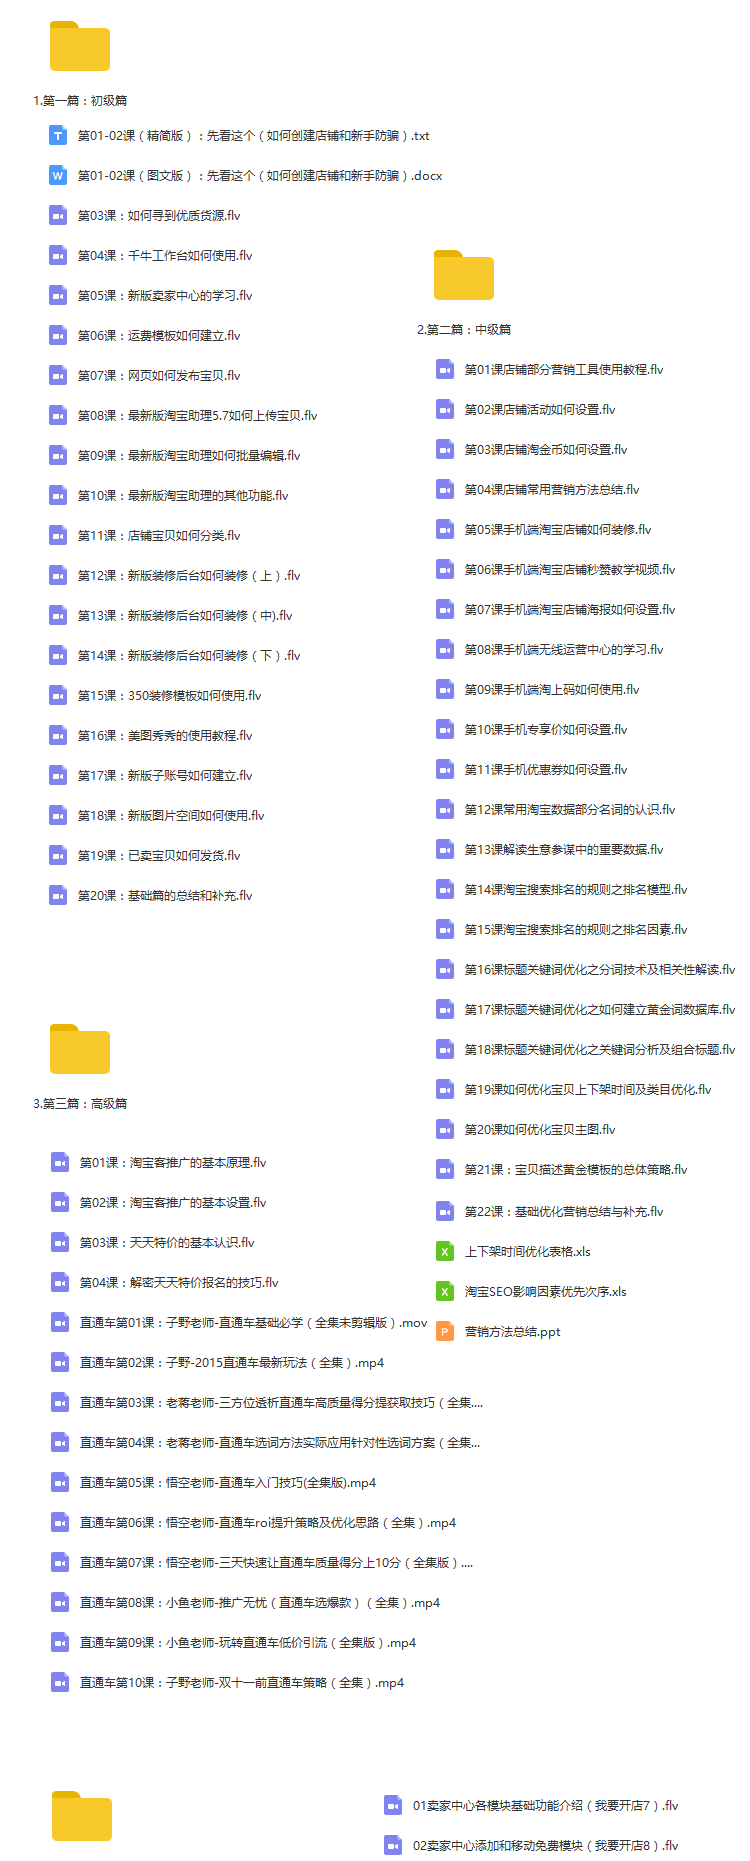 1.第一篇：初级篇
第01-02课（精简版）：先看这个（如何创建店铺和新手防骗）.txt
第01-02课（图文版）：先看这个（如何创建店铺和新手防骗）.docx
第03课：如何寻到优质货源.flv
第04课：千牛工作台如何使用.flv
第05课：新版卖家中心的学习.flv
第06课：运费模板如何建立.flv
第07课：网页如何发布宝贝.flv
第08课：最新版淘宝助理5.7如何上传宝贝.flv
第09课：最新版淘宝助理如何批量编辑.flv
第10课：最新版淘宝助理的其他功能.flv
第11课：店铺宝贝如何分类.flv
第12课：新版装修后台如何装修（上）.flv
第13课：新版装修后台如何装修（中).flv
第14课：新版装修后台如何装修（下）.flv
第15课：350装修模板如何使用.flv
第16课：美图秀秀的使用教程.flv
第17课：新版子账号如何建立.flv
第18课：新版图片空间如何使用.flv
第19课：已卖宝贝如何发货.flv
第20课：基础篇的总结和补充.flv
2.第二篇：中级篇
第01课店铺部分营销工具使用教程.flv
第02课店铺活动如何设置.flv
第03课店铺淘金币如何设置.flv
第04课店铺常用营销方法总结.flv
第05课手机端淘宝店铺如何装修.flv
第06课手机端淘宝店铺秒赞教学视频.flv
第07课手机端淘宝店铺海报如何设置.flv
第08课手机端无线运营中心的学习.flv
第09课手机端淘上码如何使用.flv
第10课手机专享价如何设置.flv
第11课手机优惠券如何设置.flv
第12课常用淘宝数据部分名词的认识.flv
第13课解读生意参谋中的重要数据.flv
第14课淘宝搜索排名的规则之排名模型.flv
第15课淘宝搜索排名的规则之排名因素.flv
第16课标题关键词优化之分词技术及相关性解读.flv
第17课标题关键词优化之如何建立黄金词数据库.flv
第18课标题关键词优化之关键词分析及组合标题.flv
第19课如何优化宝贝上下架时间及类目优化.flv
第20课如何优化宝贝主图.flv
第21课：宝贝描述黄金模板的总体策略.flv
第22课：基础优化营销总结与补充.flv
上下架时间优化表格.xls
淘宝SEO影响因素优先次序.xls
营销方法总结.ppt
3.第三篇：高级篇
第01课：淘宝客推广的基本原理.flv
第02课：淘宝客推广的基本设置.flv
第03课：天天特价的基本认识.flv
第04课：解密天天特价报名的技巧.flv
直通车第01课：子野老师-直通车基础必学（全集未剪辑版）.mov
直通车第02课：子野-2015直通车最新玩法（全集）.mp4
直通车第03课：老蒋老师-三方位透析直通车高质量得分提获取技巧（全集....
直通车第04课：老蒋老师-直通车选词方法实际应用针对性选词方案（全集...
直通车第05课：悟空老师-直通车入门技巧(全集版).mp4
直通车第06课：悟空老师-直通车roi提升策略及优化思路（全集）.mp4
直通车第07课：悟空老师-三天快速让直通车质量得分上10分（全集版）....
直通车第08课：小鱼老师-推广无忧（直通车选爆款）（全集）.mp4
直通车第09课：小鱼老师-玩转直通车低价引流（全集版）.mp4
直通车第10课：子野老师-双十一前直通车策略（全集）.mp4
01卖家中心各模块基础功能介绍（我要开店7）.flv
02卖家中心添加和移动免费模块（我要开店8）.flv